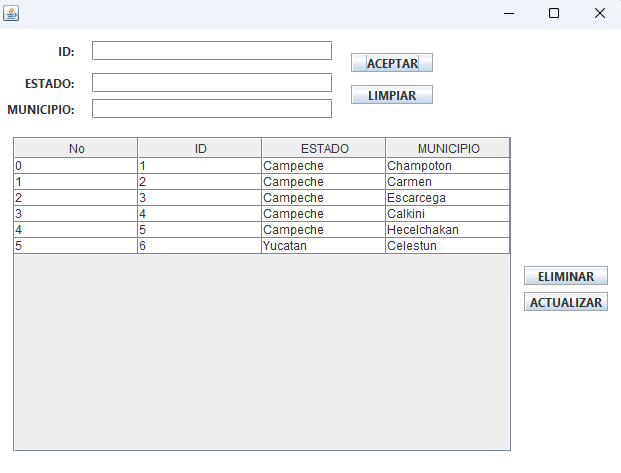 ID:
ACEPTAR
ESTADO:
LIMPIAR
MUNICIPIO:
No ID ESTADO MUNICIPIO
0 1 Campeche Champoton
1 2 Campeche Carmen
2 3 Campeche Escarcega
3 4 Campeche Calkini
4 5 Campeche Hecelchakan
5 6 Yucatan Celestun
ELIMINAR
ACTUALIZAR